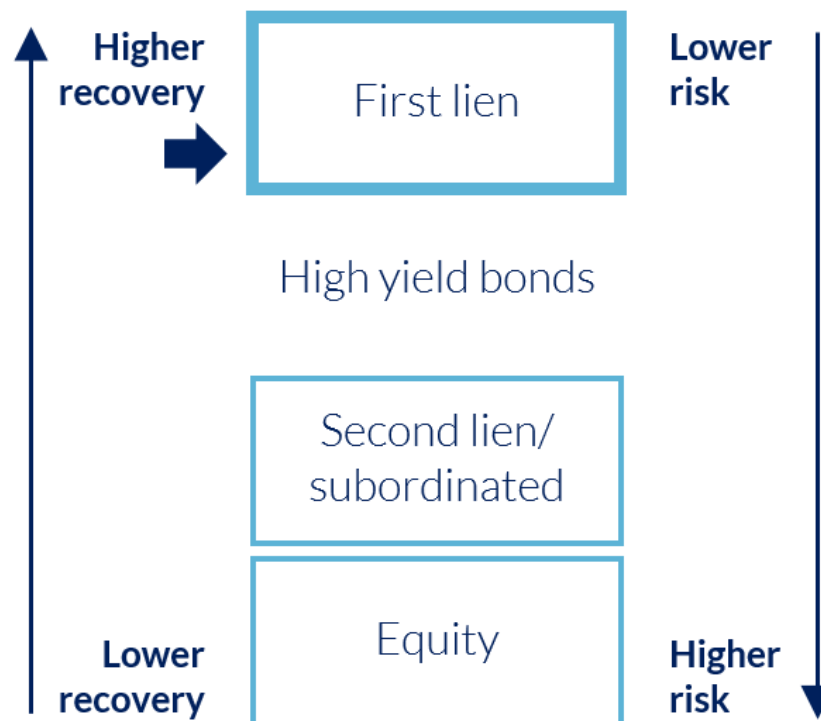 Higher
recovery
First lien
Lower
risk
High yield bonds
Second lien/
subordinated
Lower
recovery
Equity
Higher
risk